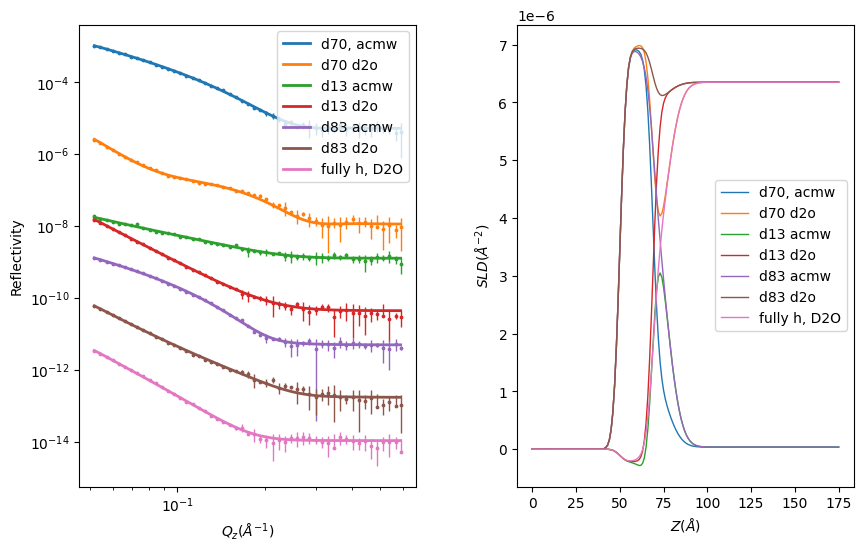 d70, acmw
d70 d2o
d13 acmw
d13 d2o
d83 acmw
d83 d2o
fully h, D2O
10⁻⁴
10⁻⁶
10⁻⁸
10⁻¹⁰
10⁻¹²
10⁻¹⁴
Reflectivity
10⁻¹
Q_z(Å⁻¹)
1e−6
7
6
5
4
3
2
1
0
SLD(Å⁻²)
d70, acmw
d70 d2o
d13 acmw
d13 d2o
d83 acmw
d83 d2o
fully h, D2O
0 25 50 75 100 125 150 175
Z(Å)